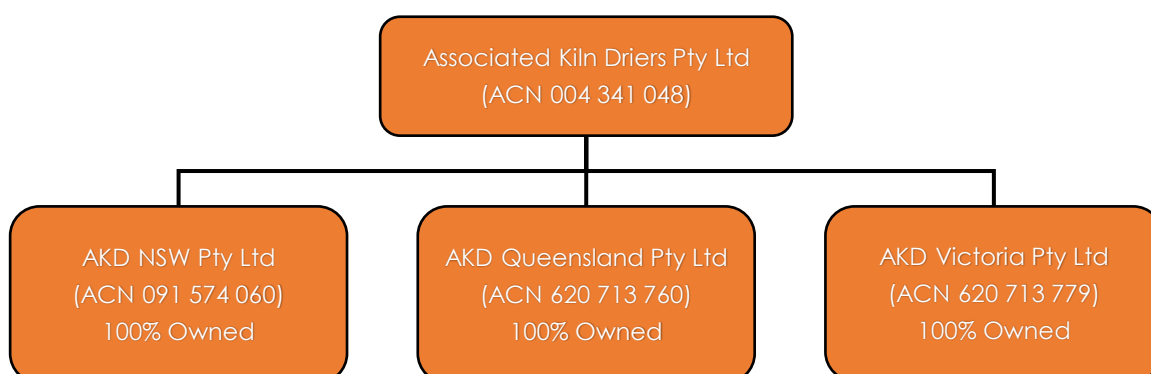 Associated Kiln Driers Pty Ltd
(ACN 004 341 048)
AKD NSW Pty Ltd
(ACN 091 574 060)
100% Owned
AKD Queensland Pty Ltd
(ACN 620 713 760)
100% Owned
AKD Victoria Pty Ltd
(ACN 620 713 779)
100% Owned